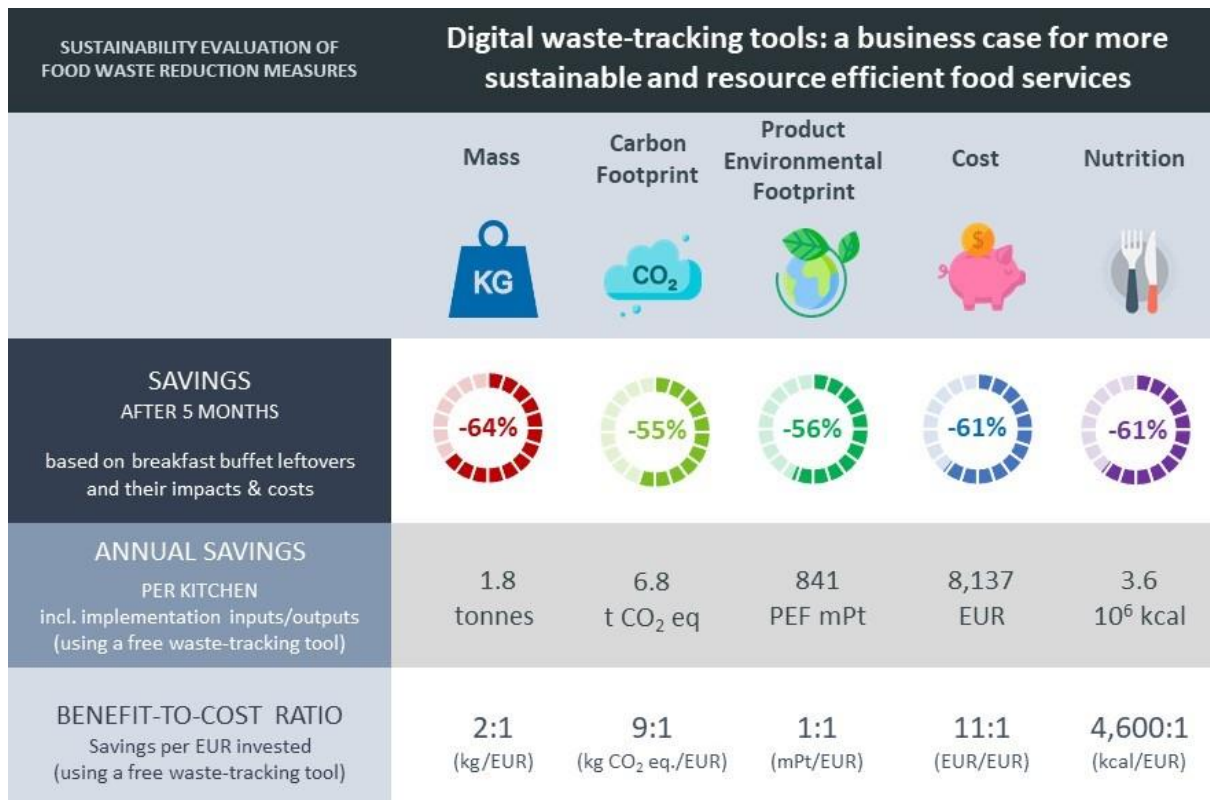 SUSTAINABILITY EVALUATION OF
FOOD WASTE REDUCTION MEASURES
Digital waste-tracking tools: a business case for more
sustainable and resource efficient food services
Mass
Carbon
Footprint
Product
Environmental
Footprint
Cost
Nutrition
KG
CO₂
$
SAVINGS
AFTER 5 MONTHS
based on breakfast buffet leftovers
and their impacts & costs
-64%
-55%
-56%
-61%
-61%
ANNUAL SAVINGS
PER KITCHEN
incl. implementation inputs/outputs
(using a free waste-tracking tool)
1.8
tonnes
6.8
t CO₂ eq
841
PEF mPt
8,137
EUR
3.6
10⁶ kcal
BENEFIT-TO-COST RATIO
Savings per EUR invested
(using a free waste-tracking tool)
2:1
(kg/EUR)
9:1
(kg CO₂ eq./EUR)
1:1
(mPt/EUR)
11:1
(EUR/EUR)
4,600:1
(kcal/EUR)